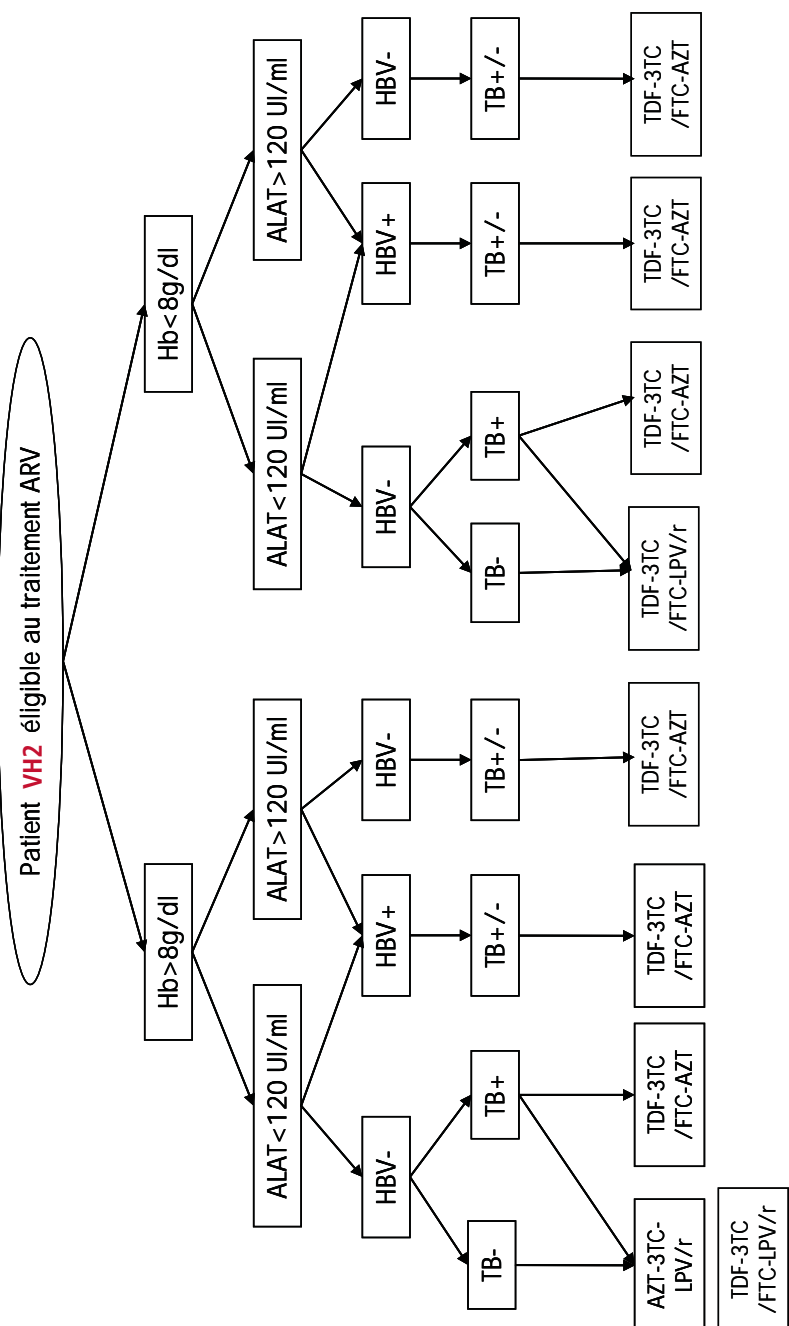 Patient VH2 éligible au traitement ARV
Hb>8g/dl
Hb<8g/dl
ALAT<120 UI/ml
ALAT>120 UI/ml
ALAT<120 UI/ml
ALAT>120 UI/ml
HBV-
HBV+
HBV-
HBV-
HBV+
HBV-
TB-
TB+
TB+/-
TB+/-
TB-
TB+
TB+/-
TB+/-
AZT-3TC-
LPV/r
TDF-3TC
/FTC-AZT
TDF-3TC
/FTC-AZT
TDF-3TC
/FTC-AZT
TDF-3TC
/FTC-LPV/r
TDF-3TC
/FTC-AZT
TDF-3TC
/FTC-AZT
TDF-3TC
/FTC-AZT
TDF-3TC
/FTC-LPV/r